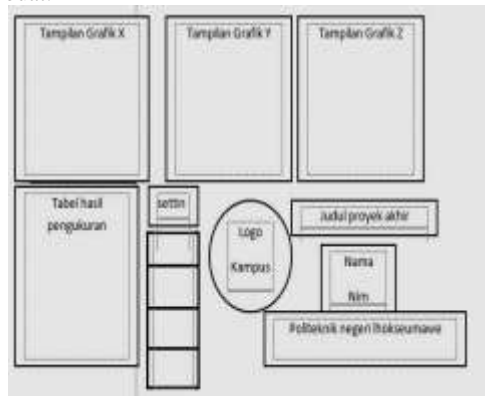 Tampilan Grafik X
Tampilan Grafik Y
Tampilan Grafik Z
Tabel hasil
pengukuran
settin
Logo
Kampus
Judul proyek akhir
Nama
Nim
Politeknik negeri lhokseumawe